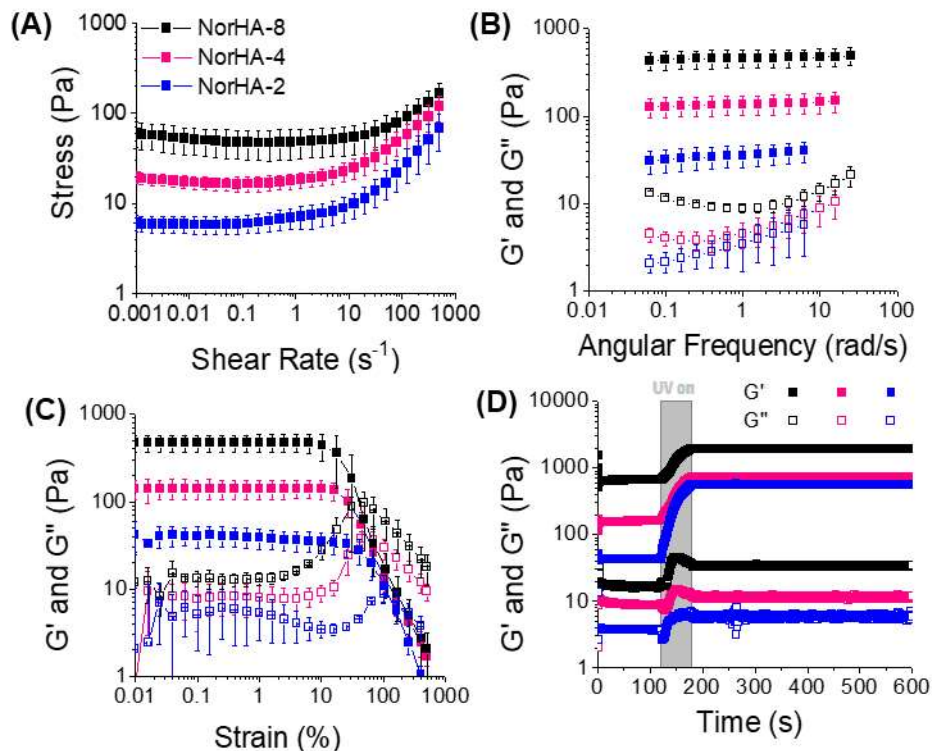 (A)
1000
100
10
1
Stress (Pa)
NorHA-8
NorHA-4
NorHA-2
0.001
0.01
0.1
1
10
100
1000
Shear Rate (s⁻¹)
(B)
1000
100
10
1
G' and G" (Pa)
0.01
0.1
1
10
100
Angular Frequency (rad/s)
(C)
1000
100
10
1
G' and G" (Pa)
0.01
0.1
1
10
100
1000
Strain (%)
(D)
10000
1000
100
10
1
G' and G" (Pa)
UV on
G'
G"
0
100
200
300
400
500
600
Time (s)